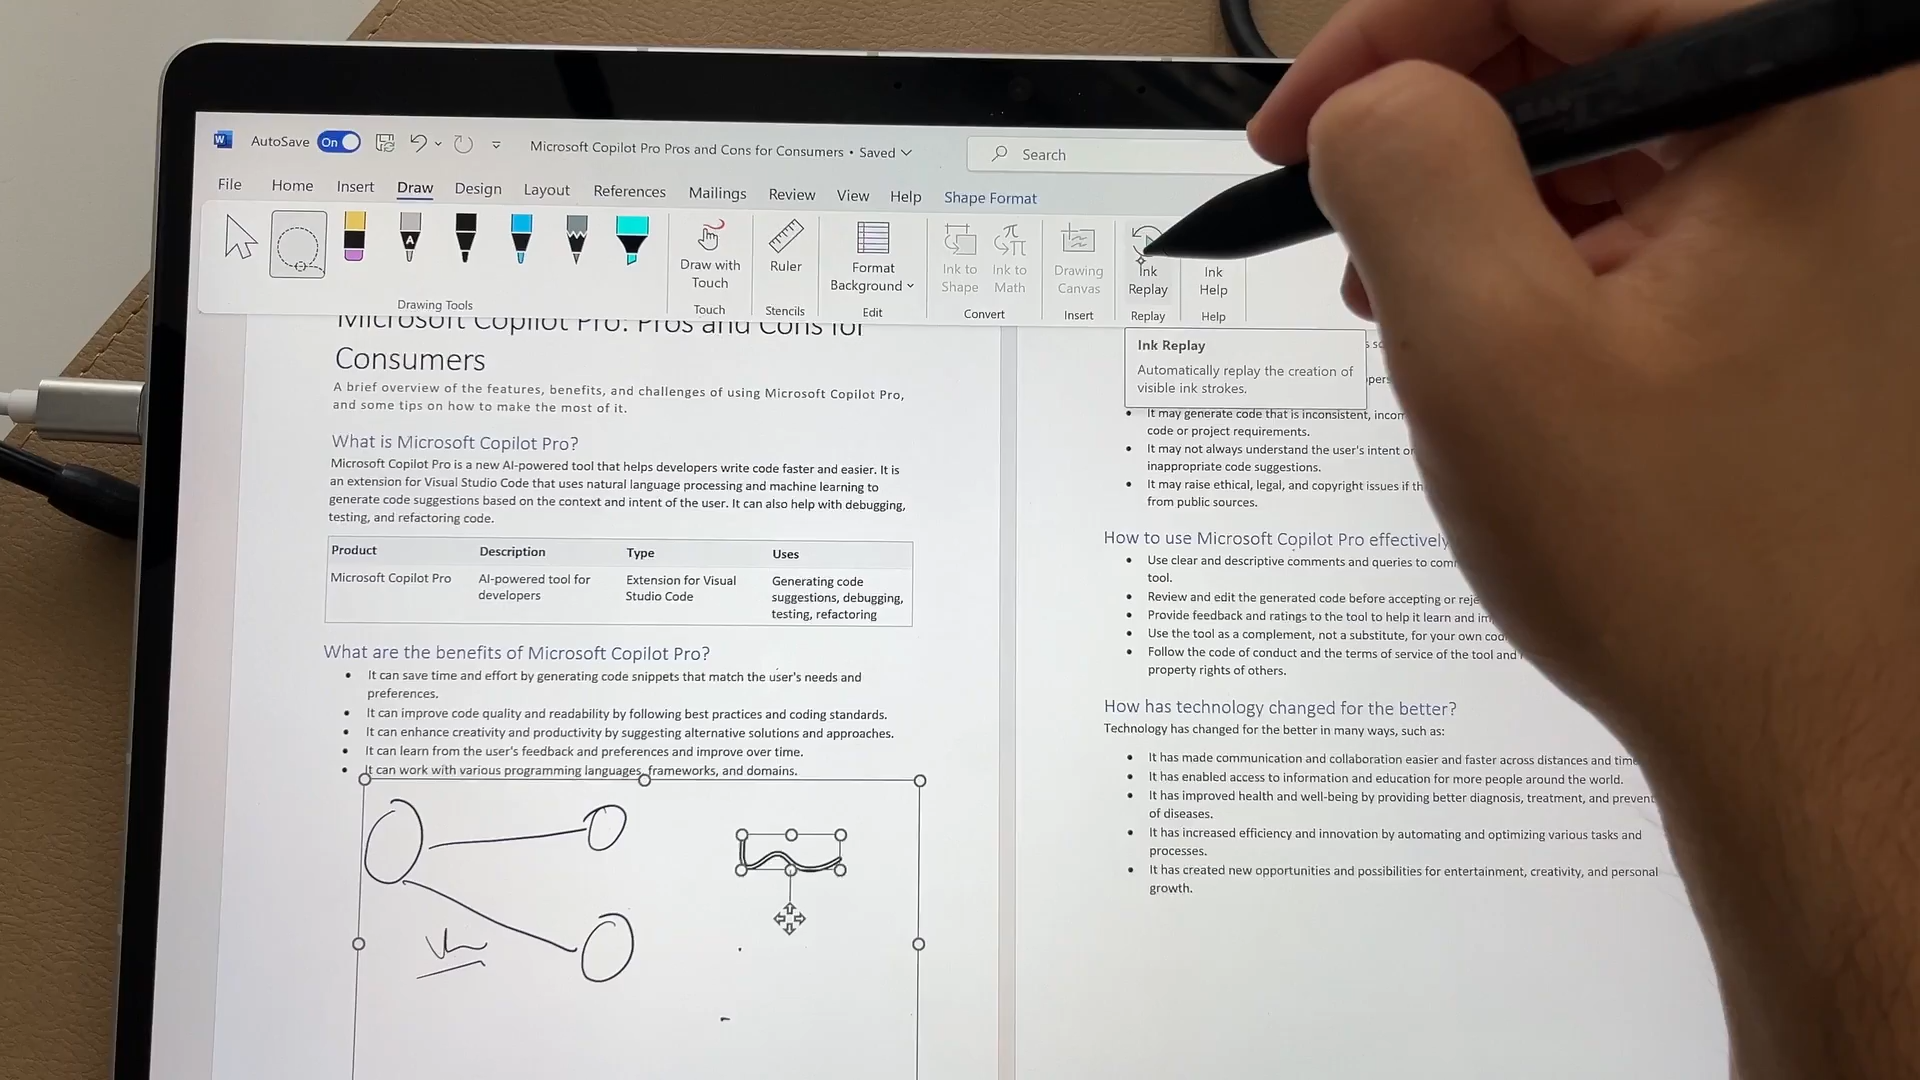 AutoSave On Microsoft Copilot Pro Pros and Cons for Consumers • Saved Search
File Home Insert Draw Design Layout References Mailings Review View Help Shape Format
Draw with
Touch
Ruler
Format
Background
Ink to
Shape
Ink to
Math
Drawing
Canvas
Ink
Replay
Ink
Help
Drawing Tools Touch Stencils Edit Convert Insert Replay Help
Ink Replay
Automatically replay the creation of
visible ink strokes.
Microsoft Copilot Pro: Pros and Cons for
Consumers
A brief overview of the features, benefits, and challenges of using Microsoft Copilot Pro,
and some tips on how to make the most of it.
What is Microsoft Copilot Pro?
Microsoft Copilot Pro is a new AI-powered tool that helps developers write code faster and easier. It is
an extension for Visual Studio Code that uses natural language processing and machine learning to
generate code suggestions based on the context and intent of the user. It can also help with debugging,
testing, and refactoring code.
Product Description Type Uses
Microsoft Copilot Pro AI-powered tool for Extension for Visual Generating code
developers Studio Code suggestions, debugging,
testing, refactoring
What are the benefits of Microsoft Copilot Pro?
• It can save time and effort by generating code snippets that match the user's needs and
preferences.
• It can improve code quality and readability by following best practices and coding standards.
• It can enhance creativity and productivity by suggesting alternative solutions and approaches.
• It can learn from the user's feedback and preferences and improve over time.
• It can work with various programming languages, frameworks, and domains.
• It may generate code that is inconsistent,
code or project requirements.
• It may not always understand the user's intent or
inappropriate code suggestions.
• It may raise ethical, legal, and copyright issues if
from public sources.
How to use Microsoft Copilot Pro effectively
• Use clear and descriptive comments and queries to
tool.
• Review and edit the generated code before accepting or
• Provide feedback and ratings to the tool to help it learn and
• Use the tool as a complement, not a substitute, for your own
• Follow the code of conduct and the terms of service of the tool and
property rights of others.
How has technology changed for the better?
Technology has changed for the better in many ways, such as:
• It has made communication and collaboration easier and faster across distances and
• It has enabled access to information and education for more people around the world.
• It has improved health and well-being by providing better diagnosis, treatment, and
of diseases.
• It has increased efficiency and innovation by automating and optimizing various tasks and
processes.
• It has created new opportunities and possibilities for entertainment, creativity, and personal
growth.